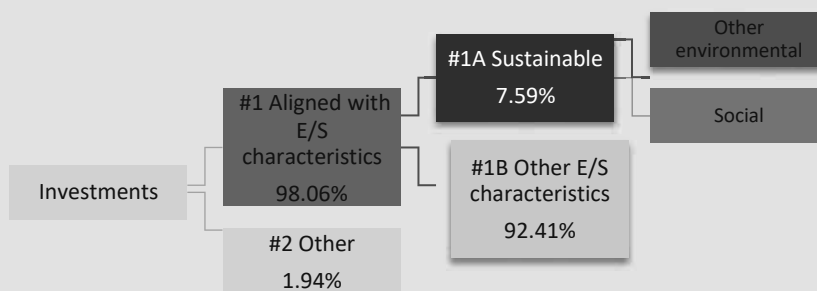 Investments
#1 Aligned with
E/S
characteristics
98.06%
#2 Other
1.94%
#1A Sustainable
7.59%
#1B Other E/S
characteristics
92.41%
Other
environmental
Social